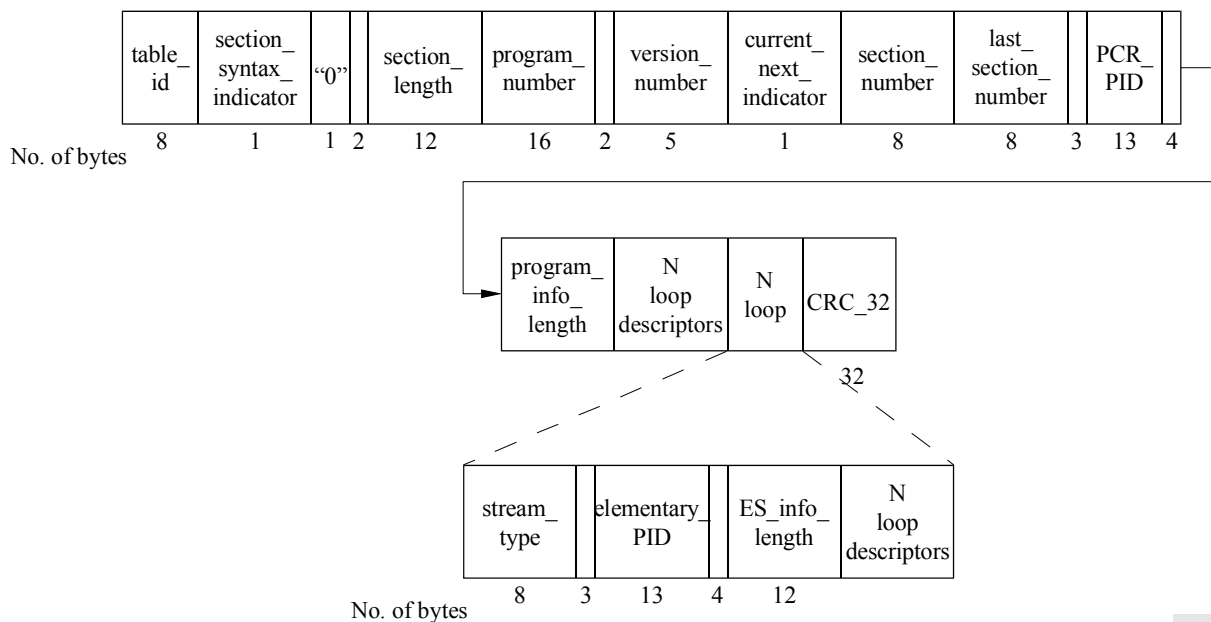 table_ id
section_ syntax_ indicator
“0”
section_ length
program_ number
version_ number
current_ next_ indicator
section_ number
last_ section_ number
PCR_ PID
No. of bytes
8 1 1 2 12 16 2 5 1 8 8 3 13 4
program_ info_ length
N loop descriptors
N loop
CRC_32
32
stream_ type
elementary_ PID
ES_info_ length
N loop descriptors
No. of bytes
8 3 13 4 12